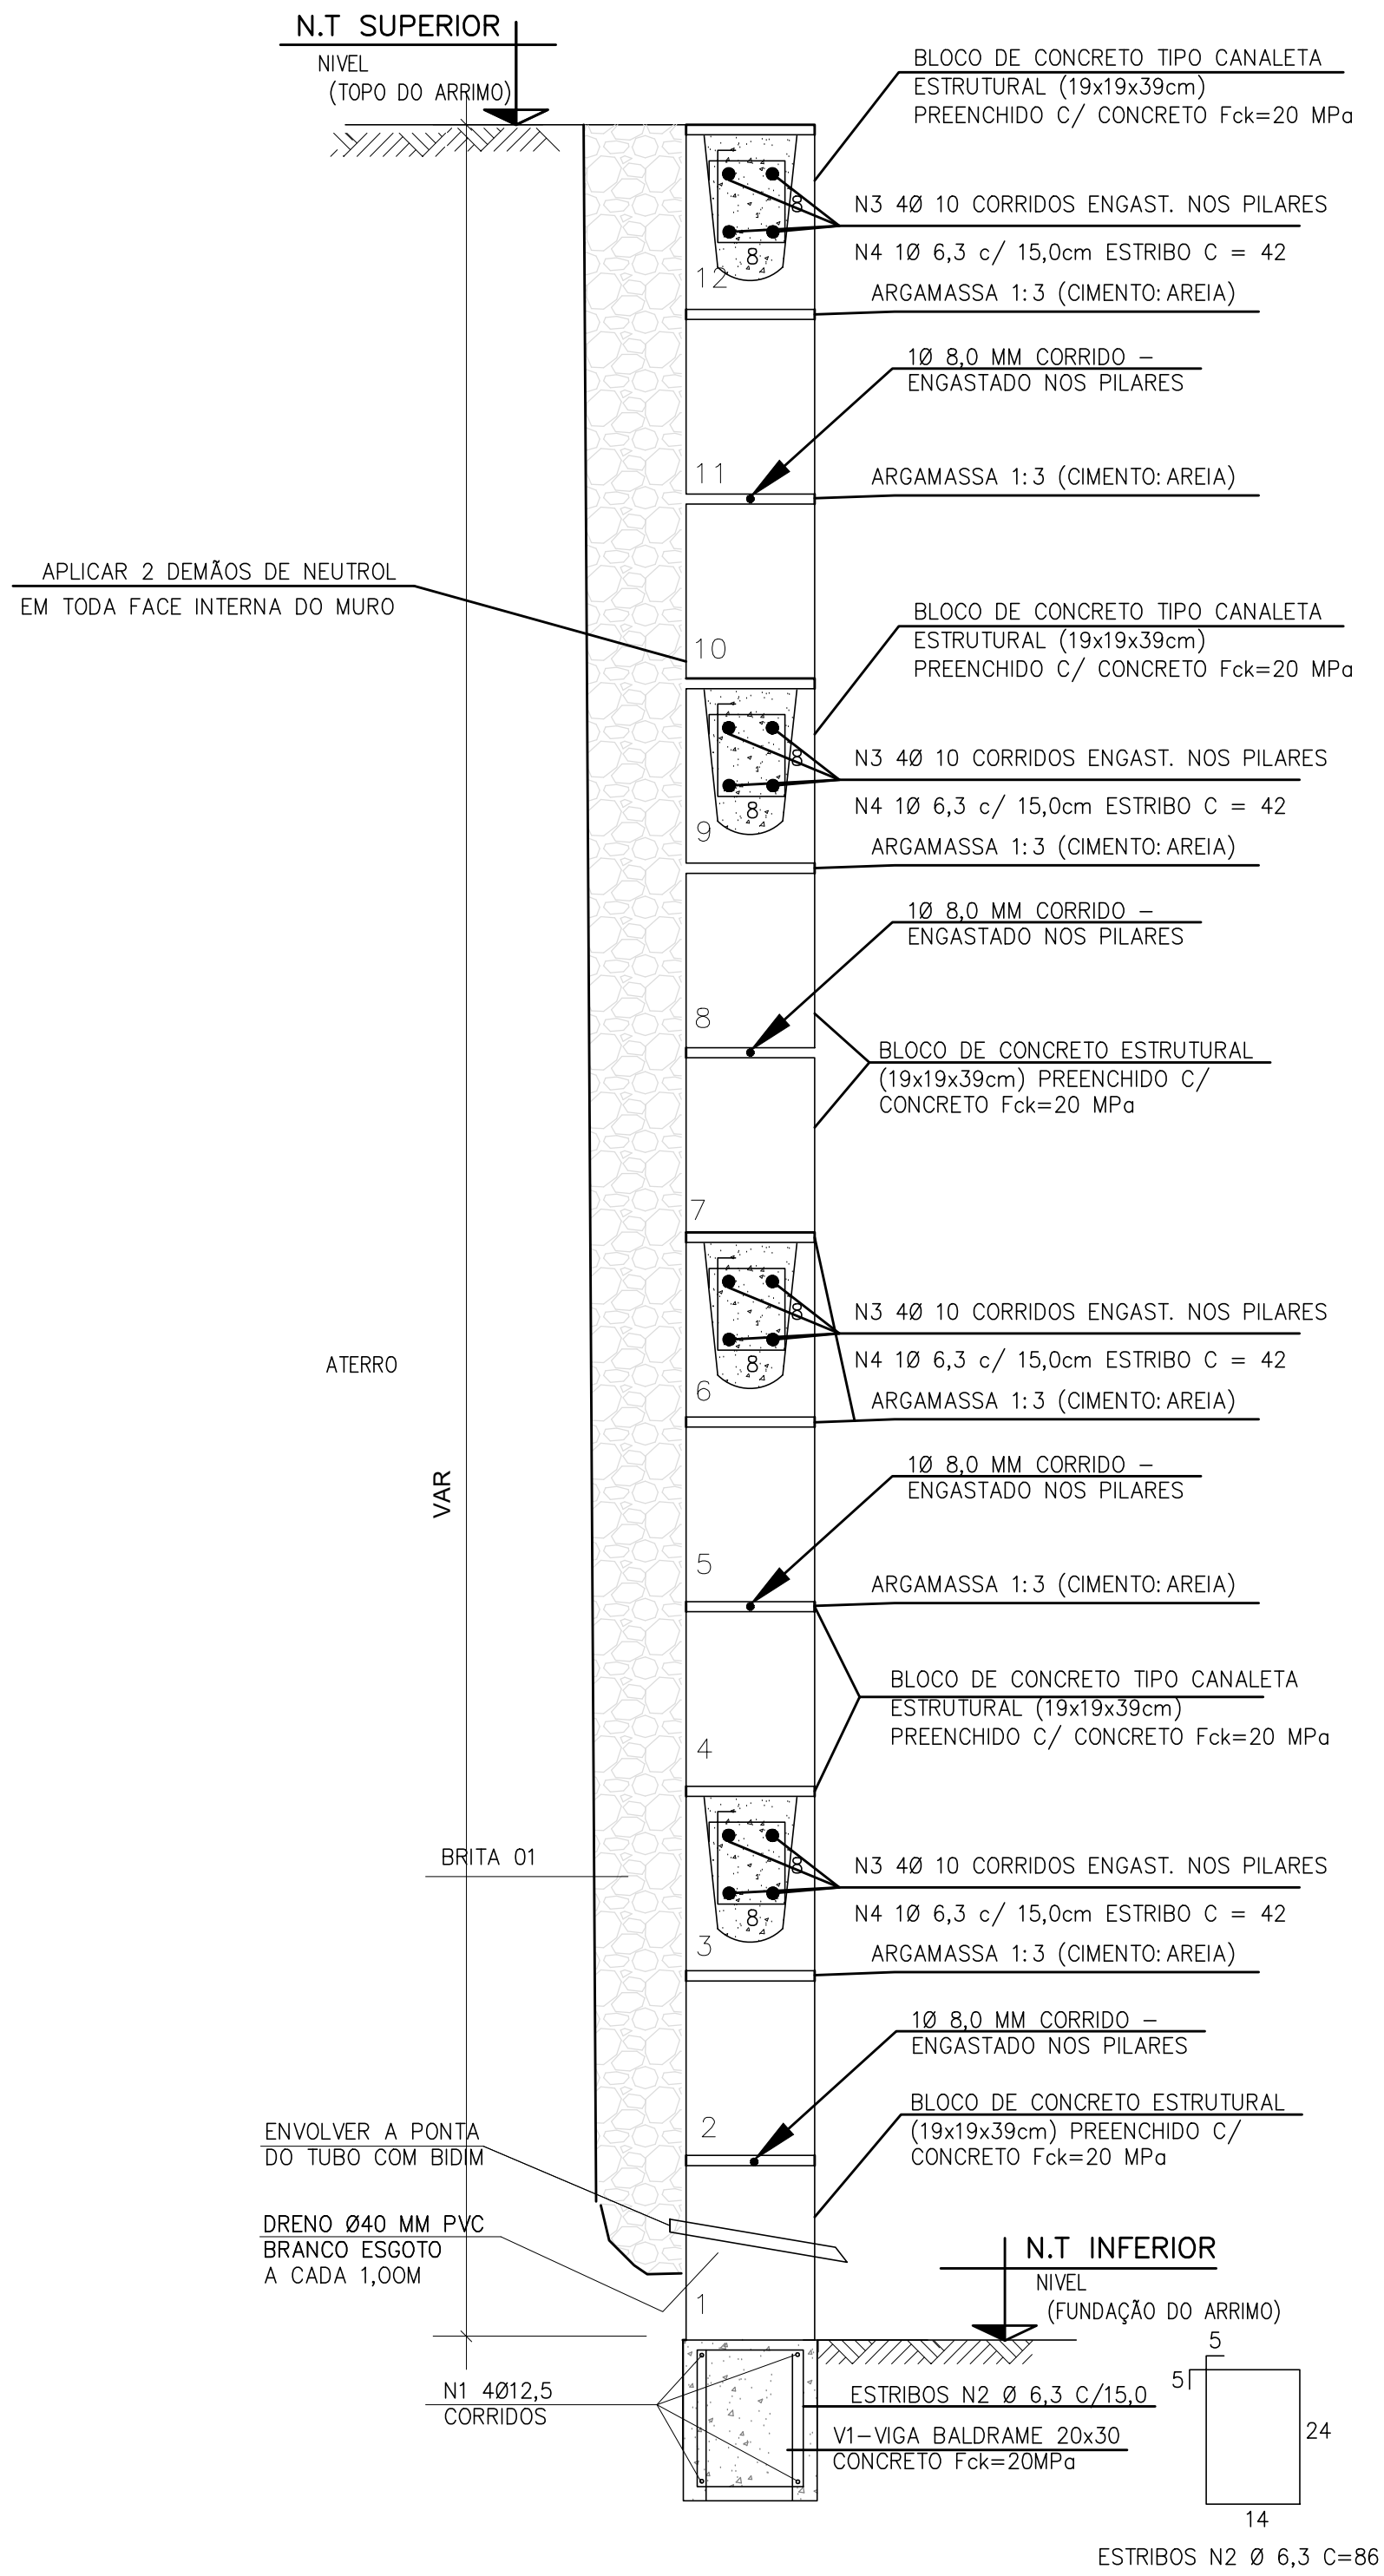 N.T SUPERIOR
NIVEL
(TOPO DO ARRIMO)
BLOCO DE CONCRETO TIPO CANALETA
ESTRUTURAL (19x19x39cm)
PREENCHIDO C/ CONCRETO Fck=20 MPa
8
N3 4Ø 10 CORRIDOS ENGAST. NOS PILARES
8
N4 1Ø 6,3 c/ 15,0cm ESTRIBO C = 42
12
ARGAMASSA 1:3 (CIMENTO:AREIA)
1Ø 8,0 MM CORRIDO –
ENGASTADO NOS PILARES
11
ARGAMASSA 1:3 (CIMENTO:AREIA)
APLICAR 2 DEMÃOS DE NEUTROL
EM TODA FACE INTERNA DO MURO
10
BLOCO DE CONCRETO TIPO CANALETA
ESTRUTURAL (19x19x39cm)
PREENCHIDO C/ CONCRETO Fck=20 MPa
8
N3 4Ø 10 CORRIDOS ENGAST. NOS PILARES
8
N4 1Ø 6,3 c/ 15,0cm ESTRIBO C = 42
9
ARGAMASSA 1:3 (CIMENTO:AREIA)
1Ø 8,0 MM CORRIDO –
ENGASTADO NOS PILARES
8
BLOCO DE CONCRETO ESTRUTURAL
(19x19x39cm) PREENCHIDO C/
CONCRETO Fck=20 MPa
7
8
N3 4Ø 10 CORRIDOS ENGAST. NOS PILARES
ATERRO
8
N4 1Ø 6,3 c/ 15,0cm ESTRIBO C = 42
6
ARGAMASSA 1:3 (CIMENTO:AREIA)
VAR
1Ø 8,0 MM CORRIDO –
ENGASTADO NOS PILARES
5
ARGAMASSA 1:3 (CIMENTO:AREIA)
BLOCO DE CONCRETO TIPO CANALETA
ESTRUTURAL (19x19x39cm)
PREENCHIDO C/ CONCRETO Fck=20 MPa
4
BRITA 01
8
N3 4Ø 10 CORRIDOS ENGAST. NOS PILARES
8
N4 1Ø 6,3 c/ 15,0cm ESTRIBO C = 42
3
ARGAMASSA 1:3 (CIMENTO:AREIA)
1Ø 8,0 MM CORRIDO –
ENGASTADO NOS PILARES
2
BLOCO DE CONCRETO ESTRUTURAL
(19x19x39cm) PREENCHIDO C/
CONCRETO Fck=20 MPa
ENVOLVER A PONTA
DO TUBO COM BIDIM
DRENO Ø40 MM PVC
BRANCO ESGOTO
A CADA 1,00M
1
N.T INFERIOR
NIVEL
(FUNDAÇÃO DO ARRIMO)
N1 4Ø12,5
CORRIDOS
ESTRIBOS N2 Ø 6,3 C/15,0
V1–VIGA BALDRAME 20x30
CONCRETO Fck=20MPa
5
5
24
14
ESTRIBOS N2 Ø 6,3 C=86